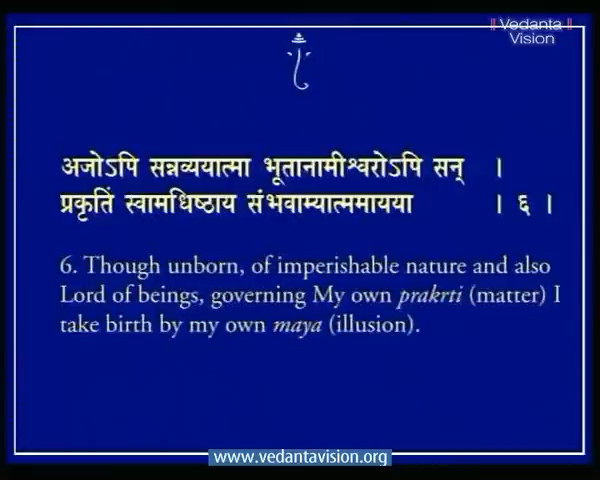 || Vedanta
Vision
अजोऽपि सन्नव्ययात्मा भूतानामीश्वरोऽपि सन् ।
प्रकृतिं स्वामधिष्ठाय संभवाम्यात्ममायया । ६ ।
6. Though unborn, of imperishable nature and also
Lord of beings, governing My own prakrti (matter) I
take birth by my own maya (illusion).
www.vedantavision.org